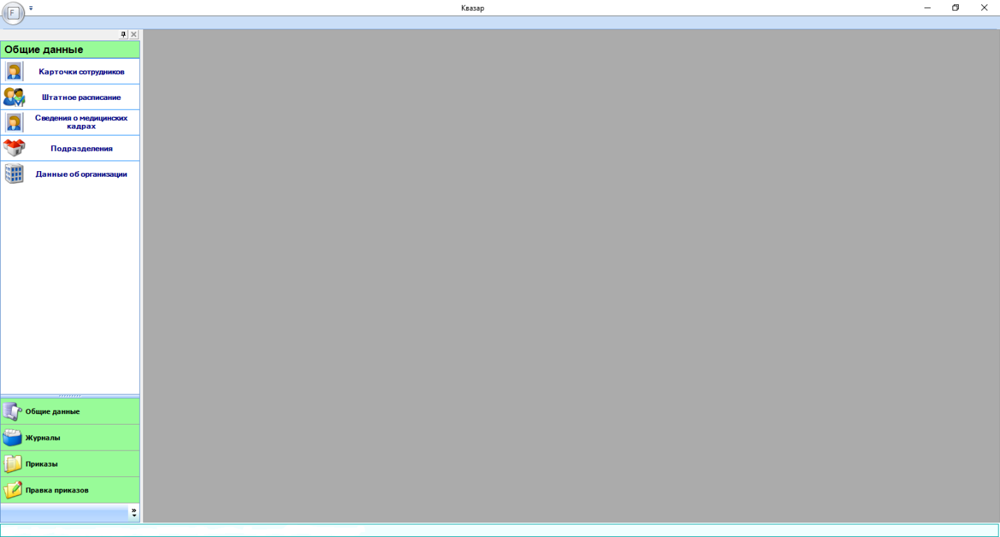 F
Квазар
Общие данные
Карточки сотрудников
Штатное расписание
Сведения о медицинских
кадрах
Подразделения
Данные об организации
Общие данные
Журналы
Приказы
Правка приказов